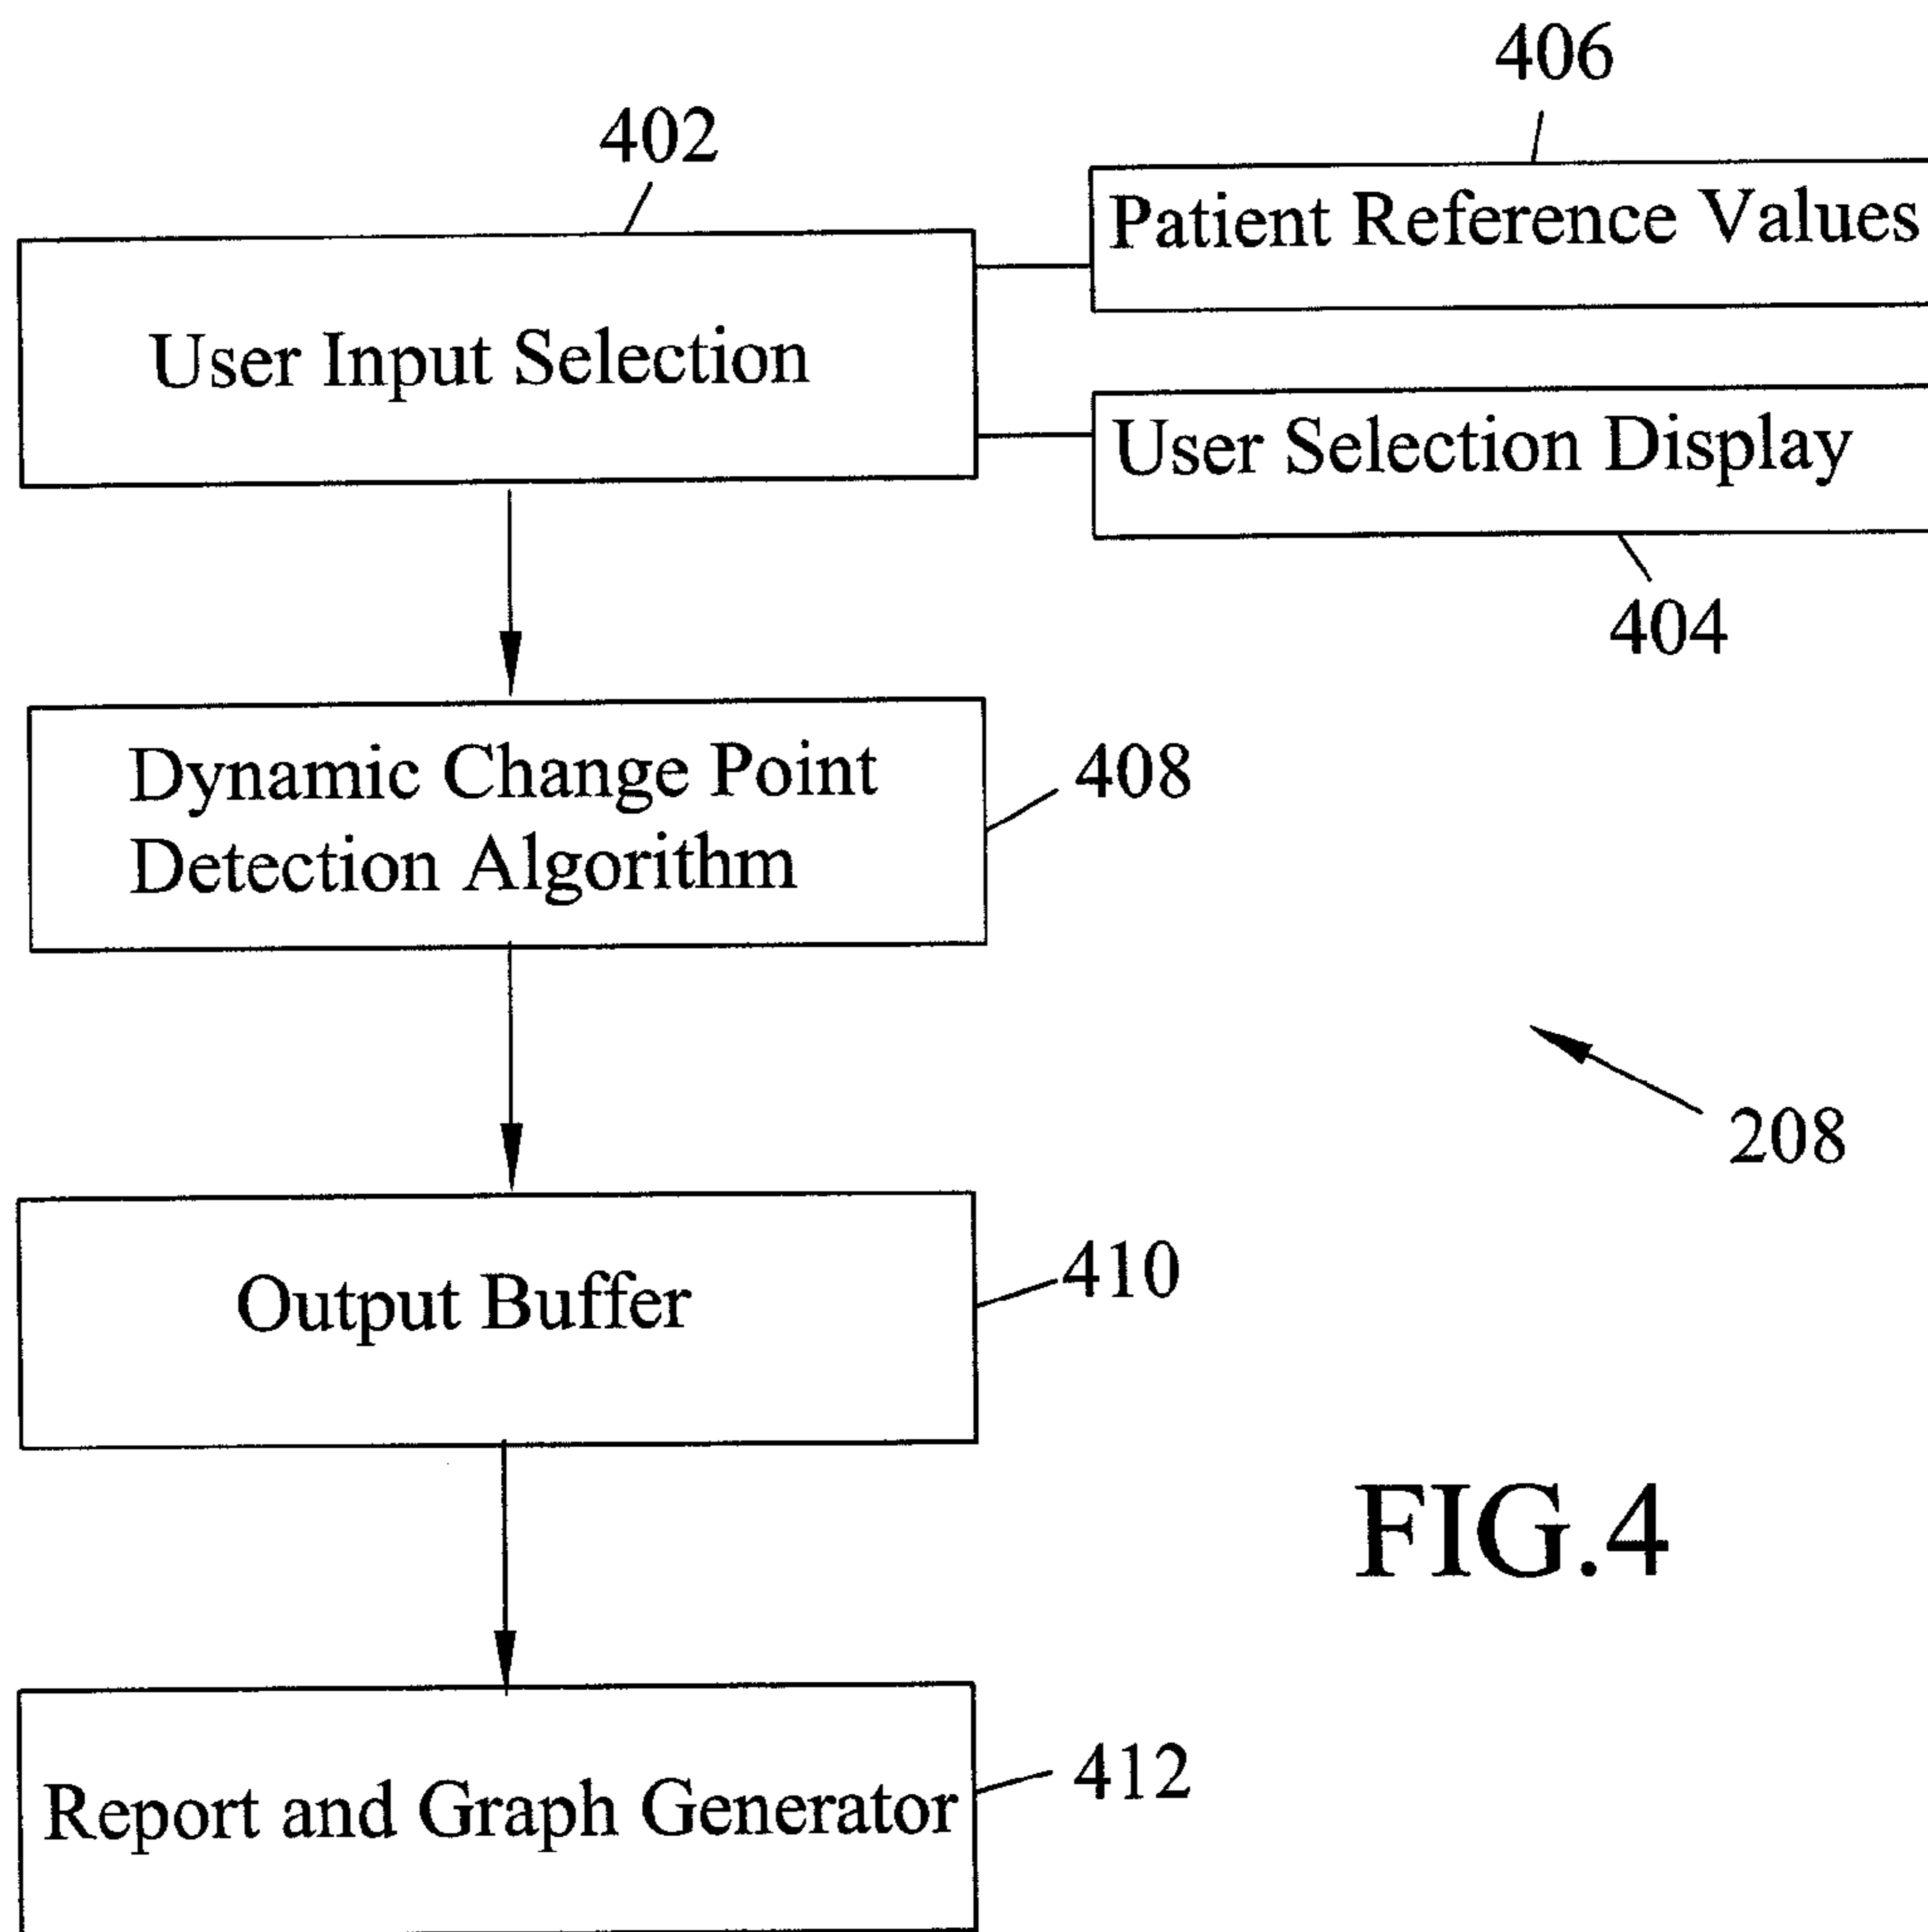 406
402
Patient Reference Values
User Input Selection
User Selection Display
404
Dynamic Change Point
Detection Algorithm
408
208
Output Buffer
410
FIG.4
Report and Graph Generator
412